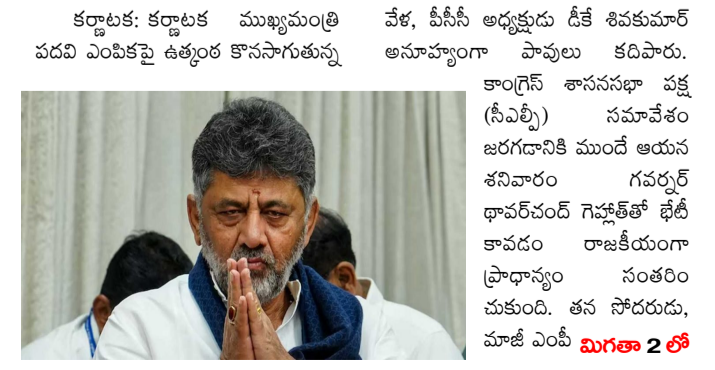 కర్ణాటక: కర్ణాటక ముఖ్యమంత్రి
పదవి ఎంపికపై ఉత్కంఠ కొనసాగుతున్న
వేళ, పీసీసీ అధ్యక్షుడు డీకే శివకుమార్
అనూహ్యంగా పావులు కదిపారు.
కాంగ్రెస్ శాసనసభా పక్ష
(సీఎల్పీ) సమావేశం
జరగడానికి ముందే ఆయన
శనివారం గవర్నర్
థావర్‌చంద్ గెహ్లాత్‌తో భేటీ
కావడం రాజకీయంగా
ప్రాధాన్యం సంతరిం
చుకుంది. తన సోదరుడు,
మాజీ ఎంపీ మిగతా 2 లో